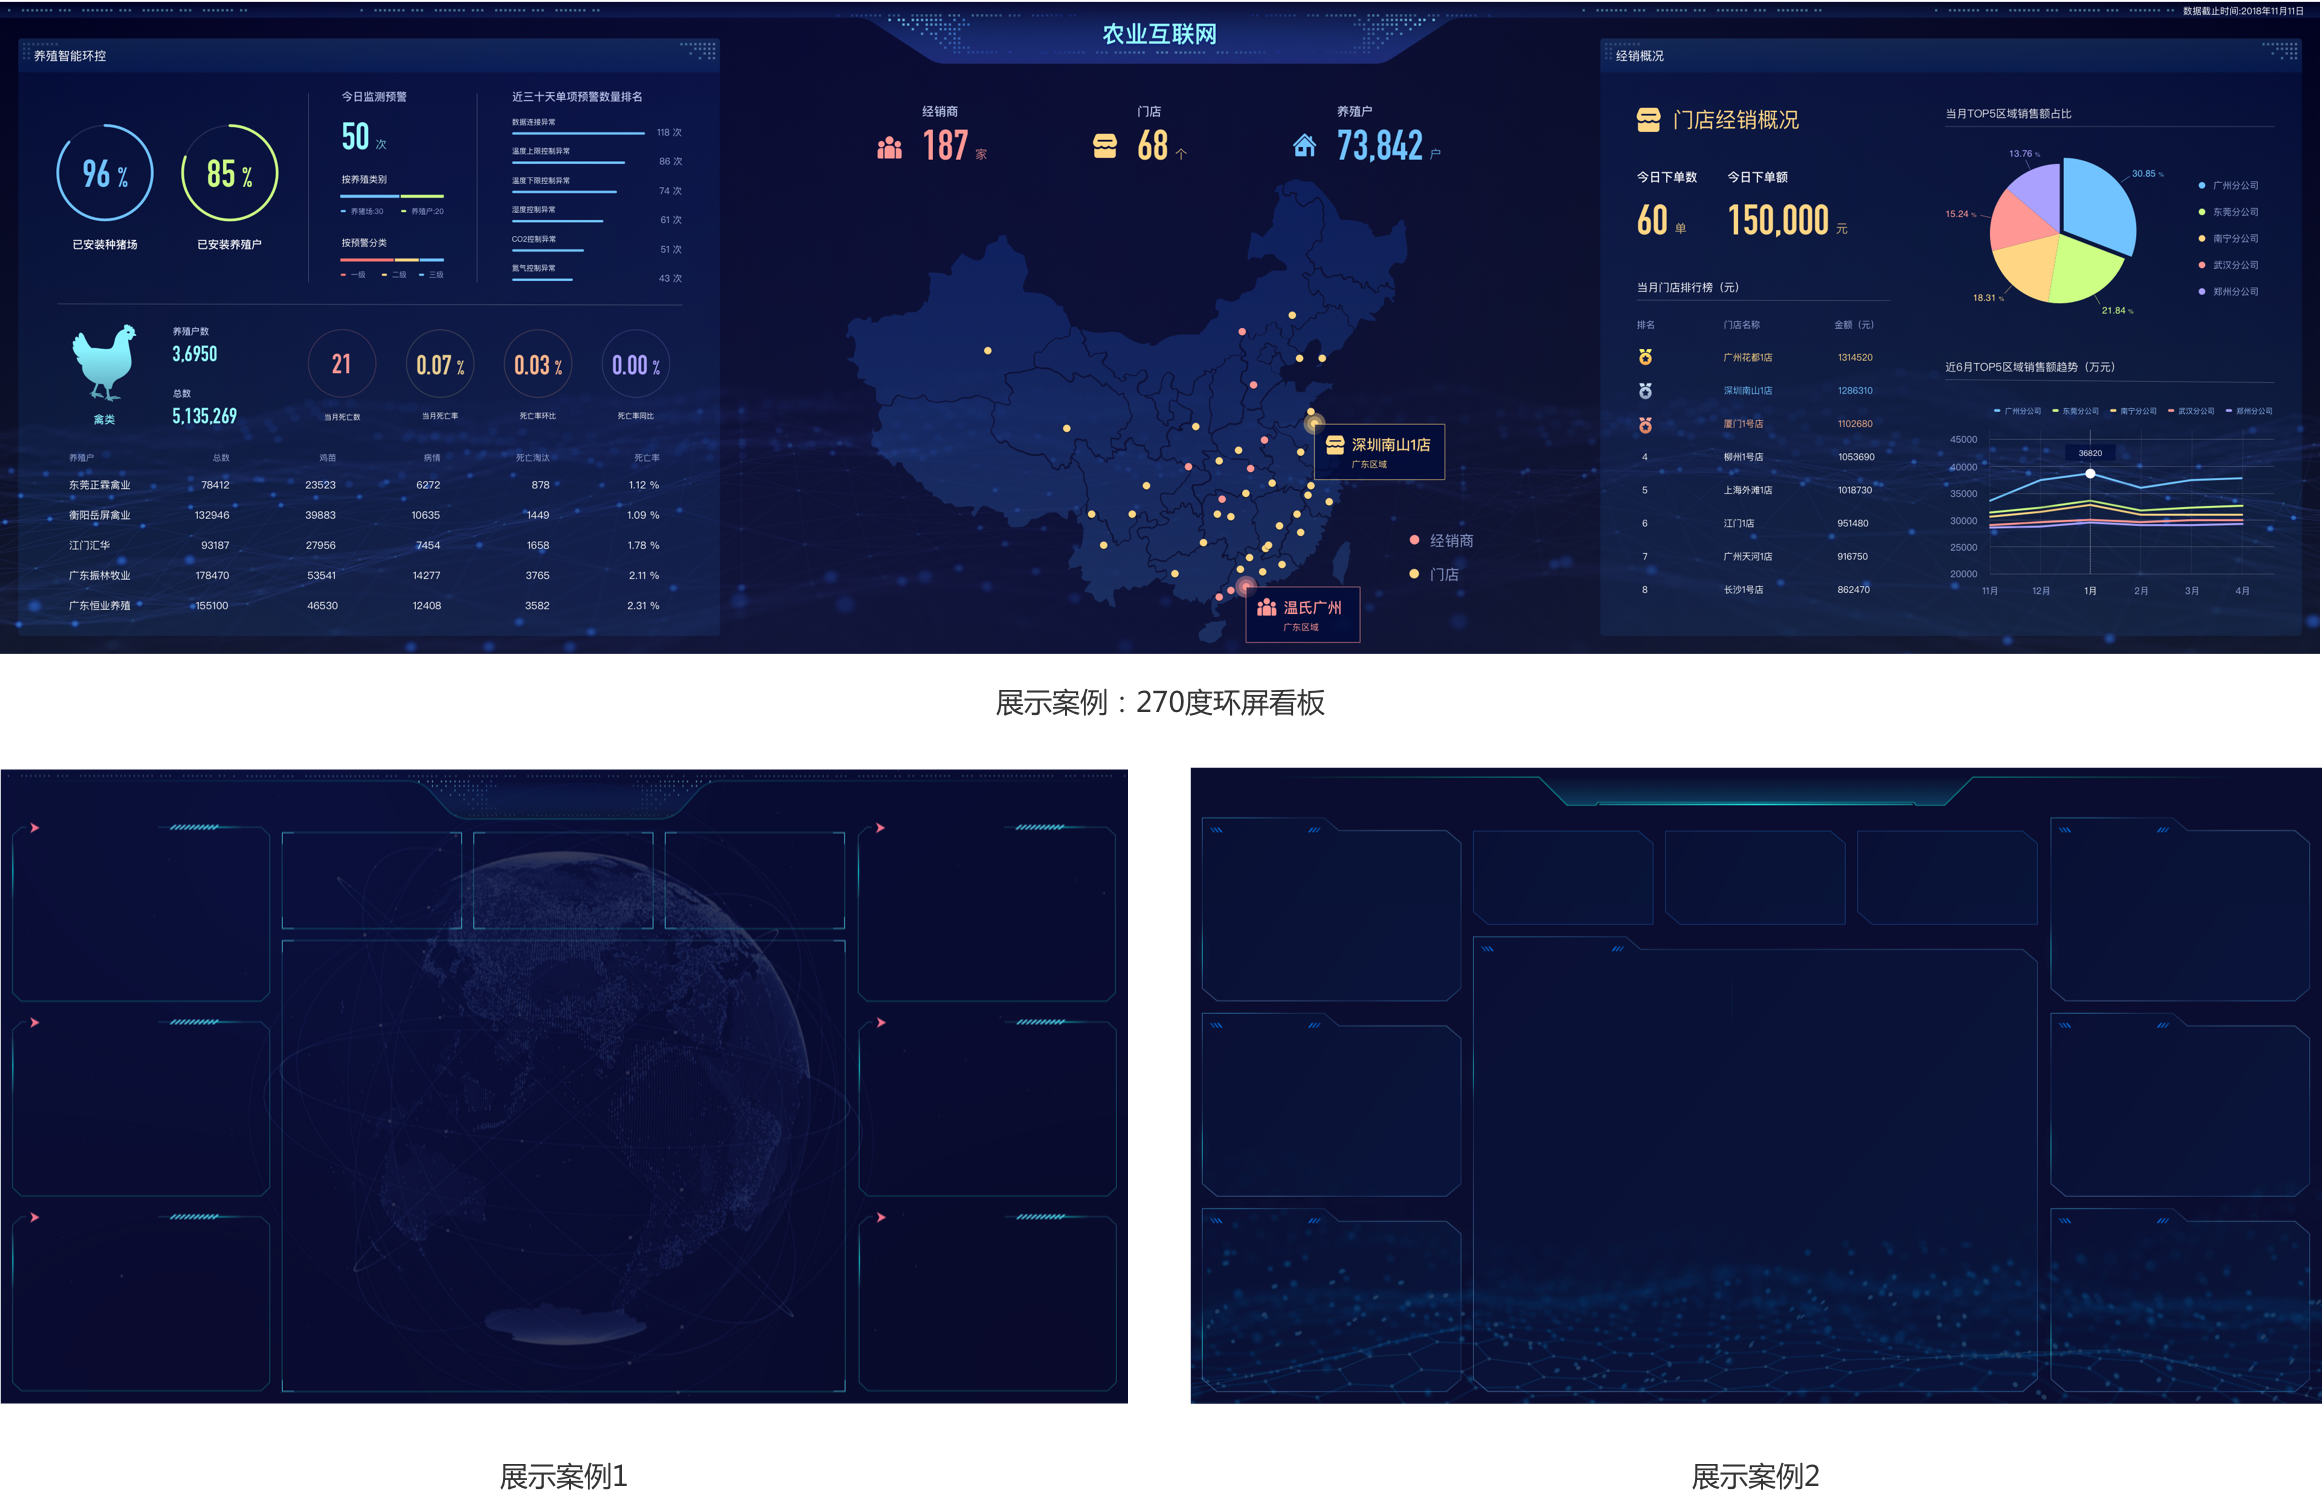 数据截止时间:2018年11月11日
农业互联网
养殖智能环控
96 %
已安装种猪场
85 %
已安装养殖户
今日监测预警
50 次
按养殖类别
养猪场:30 养殖户:20
按预警分类
一级 二级 三级
近三十天单项预警数量排名
数据连接异常
118 次
温度上限控制异常
86 次
温度下限控制异常
74 次
湿度控制异常
61 次
CO2控制异常
51 次
氮气控制异常
43 次
禽类
养殖户数
3,6950
总数
5,135,269
21
当月死亡数
0.07 %
当月死亡率
0.03 %
死亡率环比
0.00 %
死亡率同比
养殖户 总数 鸡苗 病情 死亡淘汰 死亡率
东莞正霖禽业 78412 23523 6272 878 1.12 %
衡阳岳屏禽业 132946 39883 10635 1449 1.09 %
江门汇华 93187 27956 7454 1658 1.78 %
广东振林牧业 178470 53541 14277 3765 2.11 %
广东恒业养殖 155100 46530 12408 3582 2.31 %
经销商
187 家
门店
68 个
养殖户
73,842 户
深圳南山1店
广东区域
温氏广州
广东区域
经销商
门店
经销概况
门店经销概况
今日下单数
60 单
今日下单额
150,000 元
当月门店排行榜（元）
排名 门店名称 金额（元）
广州花都1店 1314520
深圳南山1店 1286310
厦门1号店 1102680
4 柳州1号店 1053690
5 上海外滩1店 1018730
6 江门1店 951480
7 广州天河1店 916750
8 长沙1号店 862470
当月TOP5区域销售额占比
13.76 %
30.85 %
15.24 %
18.31 %
21.84 %
广州分公司
东莞分公司
南宁分公司
武汉分公司
郑州分公司
近6月TOP5区域销售额趋势（万元）
广州分公司 东莞分公司 南宁分公司 武汉分公司 郑州分公司
45000
36820
40000
35000
30000
25000
20000
11月 12月 1月 2月 3月 4月
展示案例：270度环屏看板
展示案例1
展示案例2